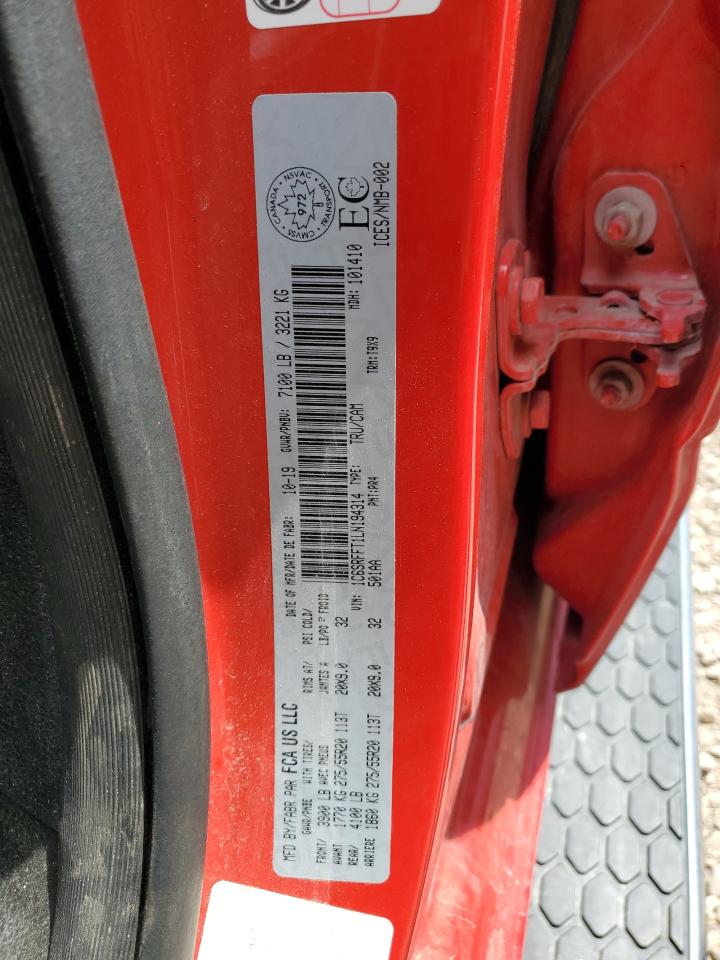 MFD BY/FABR PAR FCA US LLC
DATE OF MFR/DATE DE FABR: 10-19
GVWR/PNBV: 7100 LB / 3221 KG
GAWR/PNBE WITH TIRES/ RIMS AT/ PSI COLD/
AVEC PNEUS JANTES A LB/PO 2 FROID
FRONT/ 3900 LB
AVANT 1770 KG 275/55R20 113T 20X9.0 32
REAR/ 4100 LB
ARRIERE 1860 KG 275/55R20 113T 20X9.0 32
VIN: 1C6SRFFT1LN194314 TYPE: TRU/CAM
501AA PNT:PR4 TRM:T9X9
MDH: 101410
CANADA NSVAC
972
CMVSS TRANSPORT
EC
ICES/NMB-002